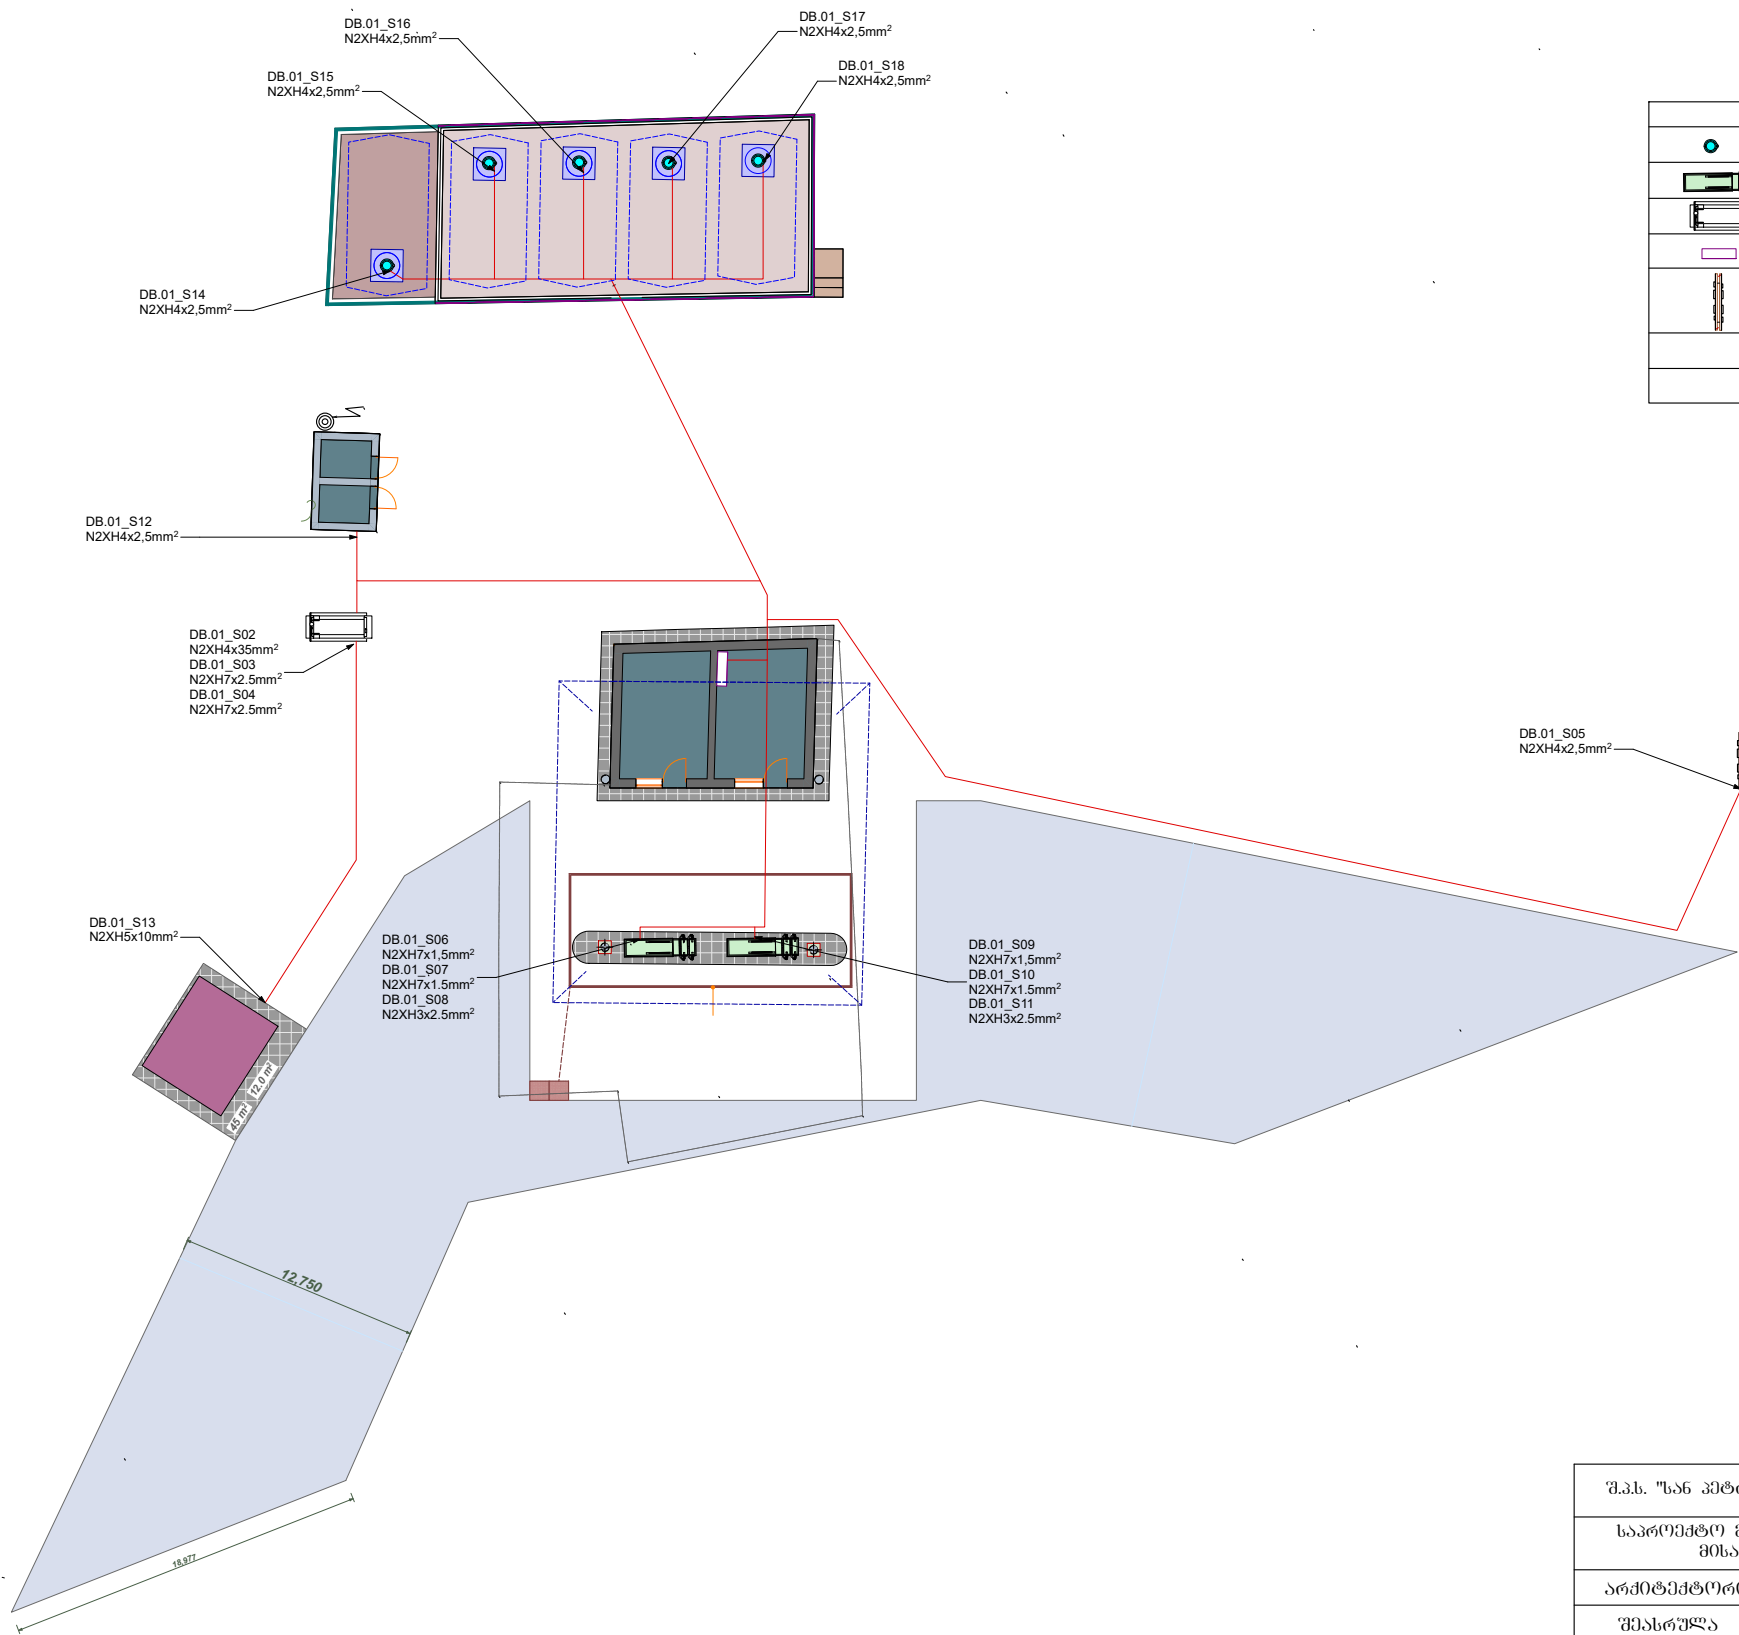 DB.01_S16
N2XH4x2,5mm²
DB.01_S17
N2XH4x2,5mm²
DB.01_S15
N2XH4x2,5mm²
DB.01_S18
N2XH4x2,5mm²
DB.01_S14
N2XH4x2,5mm²
DB.01_S12
N2XH4x2,5mm²
DB.01_S02
N2XH4x35mm²
DB.01_S03
N2XH7x2.5mm²
DB.01_S04
N2XH7x2.5mm²
DB.01_S05
N2XH4x2,5mm²
DB.01_S13
N2XH5x10mm²
DB.01_S06
N2XH7x1,5mm²
DB.01_S07
N2XH7x1.5mm²
DB.01_S08
N2XH3x2.5mm²
DB.01_S09
N2XH7x1,5mm²
DB.01_S10
N2XH7x1.5mm²
DB.01_S11
N2XH3x2.5mm²
12.0 m²
45 m²
12,750
18,977
შ.პ.ს. "სან პეტრ
საპროექტო
მისა
არქიტექტორ
შეასრულა